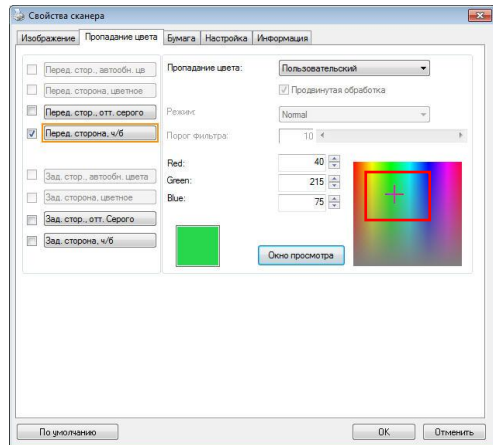 Свойства сканера
Изображение Пропадание цвета Бумага Настройка Информация
Перед. стор., автообн. цв
Перед. сторона, цветное
Перед. стор., отт. серого
Перед. сторона, ч/б
Зад. стор., автообн. цвета
Зад. сторона, цветное
Зад. стор., отт. Серого
Зад. сторона, ч/б
Пропадание цвета: Пользовательский
Продвинутая обработка
Режим: Normal
Порог фильтра: 10
Red: 40
Green: 215
Blue: 75
Окно просмотра
По умолчанию OK Отменить